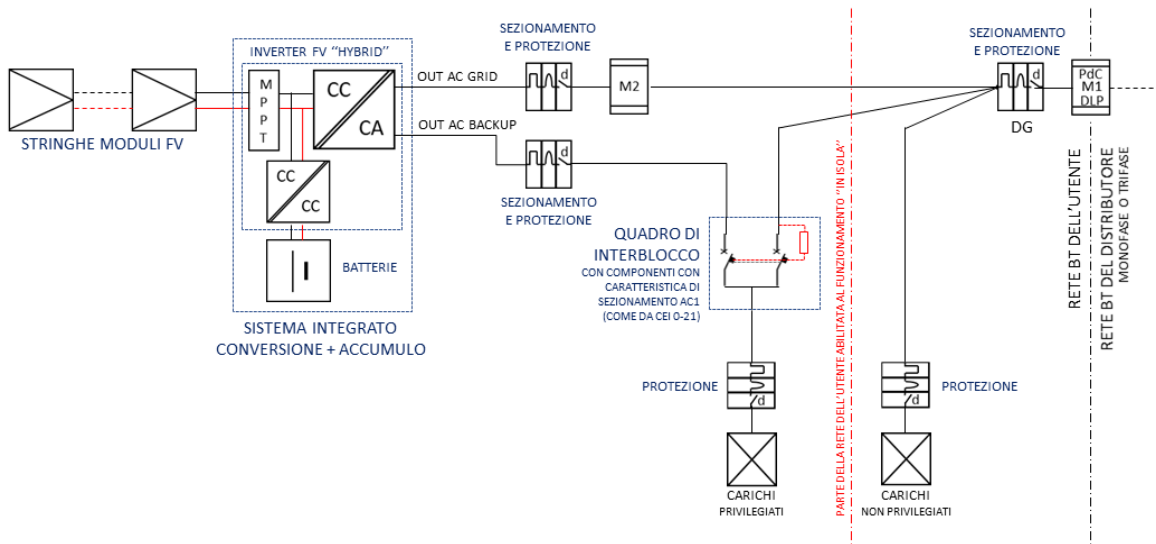 INVERTER FV "HYBRID"
M
P
P
T
CC
CA
CC
CC
BATTERIE
STRINGHE MODULI FV
SISTEMA INTEGRATO
CONVERSIONE + ACCUMULO
OUT AC GRID
OUT AC BACKUP
SEZIONAMENTO
E PROTEZIONE
d
M2
d
SEZIONAMENTO
E PROTEZIONE
SEZIONAMENTO
E PROTEZIONE
d
DG
PdC
M1
DLP
QUADRO DI
INTERBLOCCO
CON COMPONENTI CON
CARATTERISTICA DI
SEZIONAMENTO AC1
(COME DA CEI 0-21)
PROTEZIONE
d
CARICHI
PRIVILEGIATI
PARTE DELLA RETE DELL'UTENTE ABILITATA AL FUNZIONAMENTO "IN ISOLA"
PROTEZIONE
d
CARICHI
NON PRIVILEGIATI
RETE BT DELL'UTENTE
RETE BT DEL DISTRIBUTORE
MONOFASE O TRIFASE